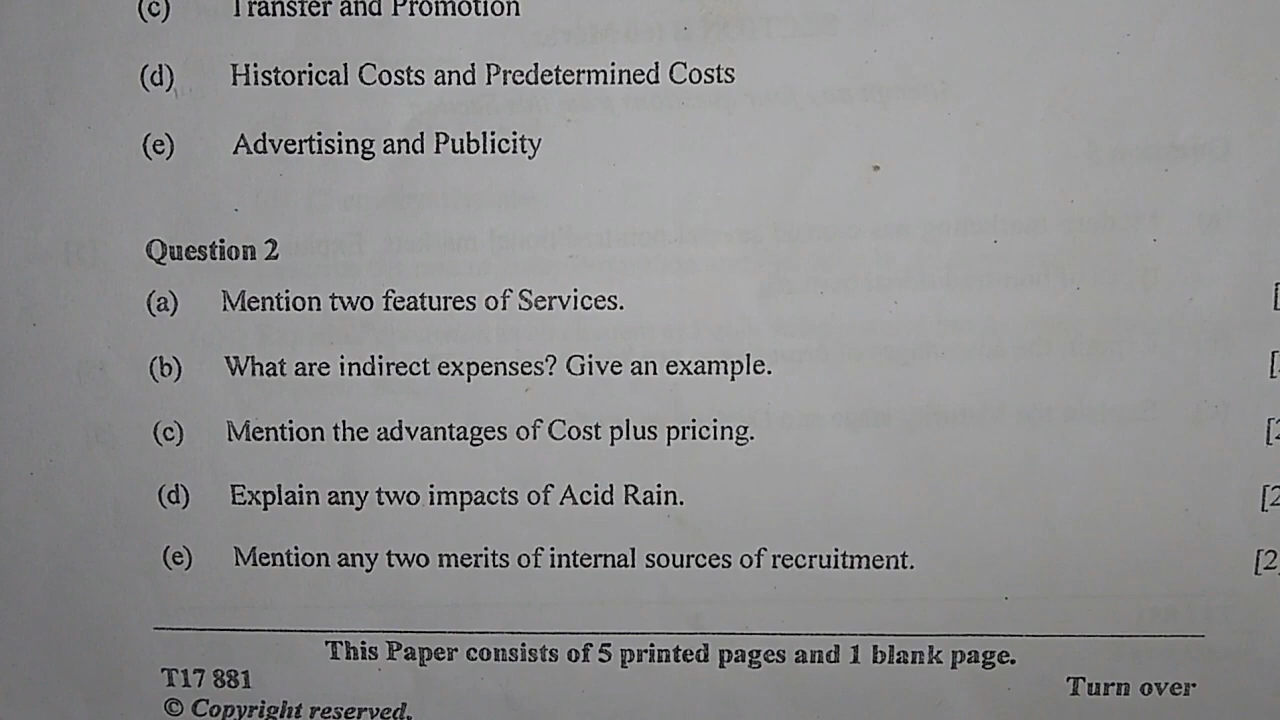 (c) Transfer and Promotion
(d) Historical Costs and Predetermined Costs
(e) Advertising and Publicity
Question 2
(a) Mention two features of Services. [
(b) What are indirect expenses? Give an example. [
(c) Mention the advantages of Cost plus pricing. [2
(d) Explain any two impacts of Acid Rain. [2
(e) Mention any two merits of internal sources of recruitment. [2
This Paper consists of 5 printed pages and 1 blank page.
T17 881
Turn over
© Copyright reserved.